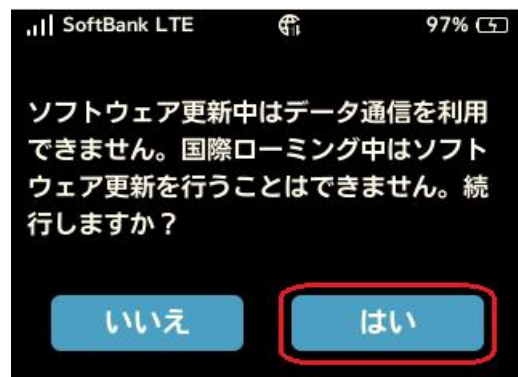 SoftBank LTE 97%
ソフトウェア更新中はデータ通信を利用
できません。国際ローミング中はソフト
ウェア更新を行うことはできません。続
行しますか？
いいえ はい